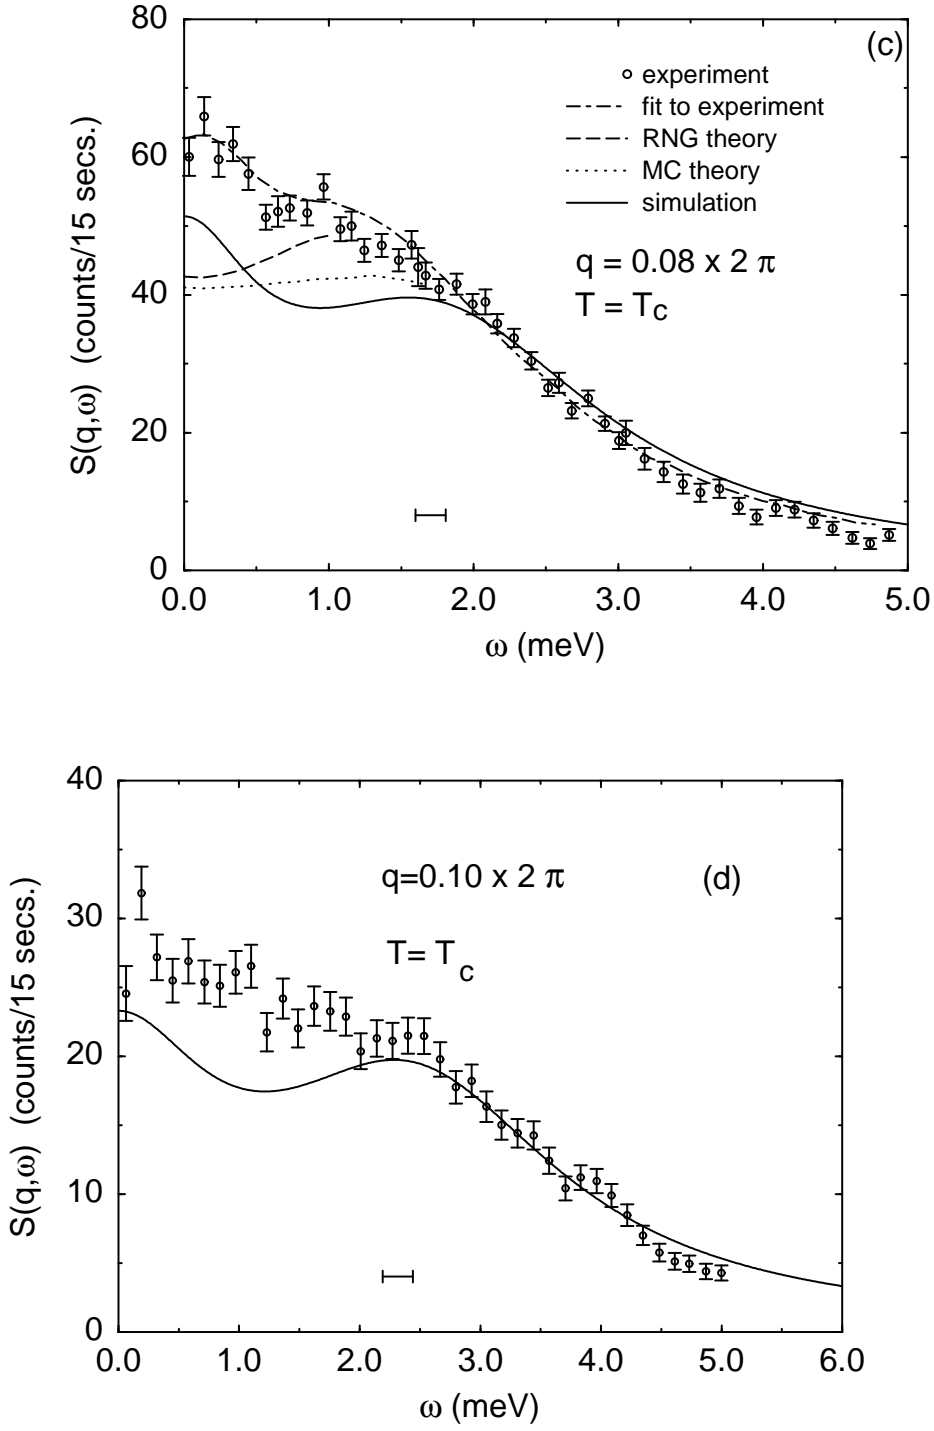 80
(c)
experiment
fit to experiment
60
RNG theory
MC theory
simulation
S(q,ω) (counts/15 secs.)
q = 0.08 x 2 π
40
T = Tc
20
0
0.0 1.0 2.0 3.0 4.0 5.0
ω (meV)
40
q=0.10 x 2 π (d)
30
T= Tc
S(q,ω) (counts/15 secs.)
20
10
0
0.0 1.0 2.0 3.0 4.0 5.0 6.0
ω (meV)